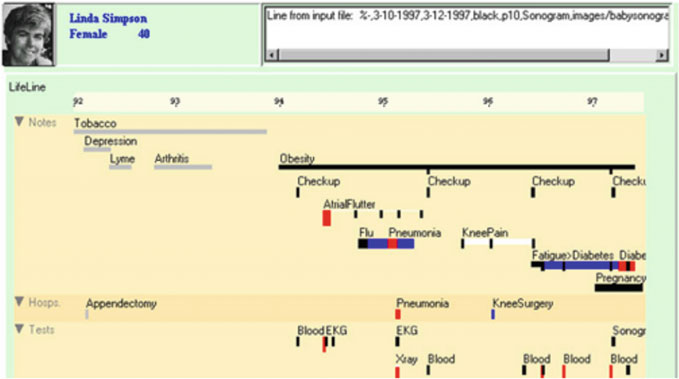 Linda Simpson
Female 40
Line from input file: %-,3-10-1997,3-12-1997,black,p10,Sonogram,images/babysonogra
LifeLine
92 93 94 95 96 97
Notes Tobacco
Depression
Lyme Arthritis Obesity
Checkup Checkup Checkup Checku
AtrialFlutter
Flu Pneumonia KneePain
Fatigue>Diabetes Diabe
Pregnancy
Hosps. Appendectomy Pneumonia KneeSurgery
Tests Blood EKG EKG Sonogr
Xray Blood Blood Blood Blood